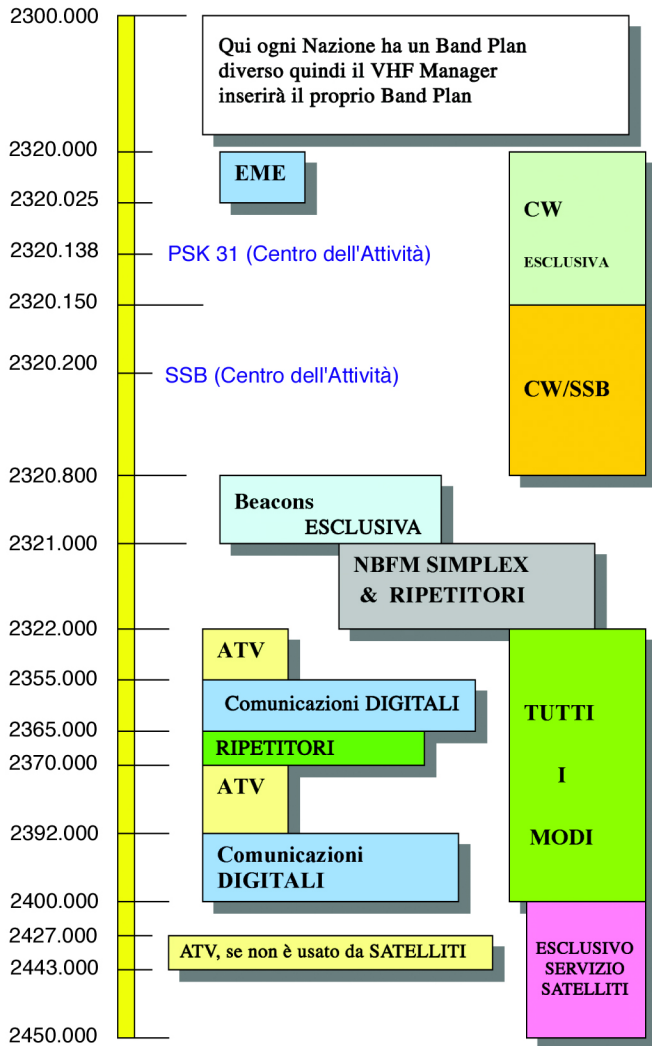 2300.000
Qui ogni Nazione ha un Band Plan
diverso quindi il VHF Manager
inserirà il proprio Band Plan
2320.000
EME
2320.025
CW
ESCLUSIVA
2320.138
PSK 31 (Centro dell'Attività)
2320.150
2320.200
SSB (Centro dell'Attività)
CW/SSB
2320.800
Beacons
ESCLUSIVA
2321.000
NBFM SIMPLEX
& RIPETITORI
2322.000
ATV
2355.000
Comunicazioni DIGITALI
TUTTI
I
MODI
2365.000
RIPETITORI
2370.000
ATV
2392.000
Comunicazioni
DIGITALI
2400.000
2427.000
ATV, se non è usato da SATELLITI
2443.000
ESCLUSIVO
SERVIZIO
SATELLITI
2450.000